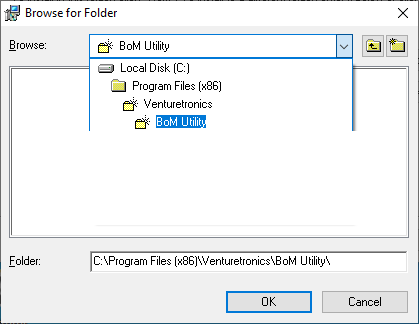 Browse for Folder
Browse:
BoM Utility
Local Disk (C:)
Program Files (x86)
Venturetronics
BoM Utility
Folder:
C:\Program Files (x86)\Venturetronics\BoM Utility\
OK
Cancel